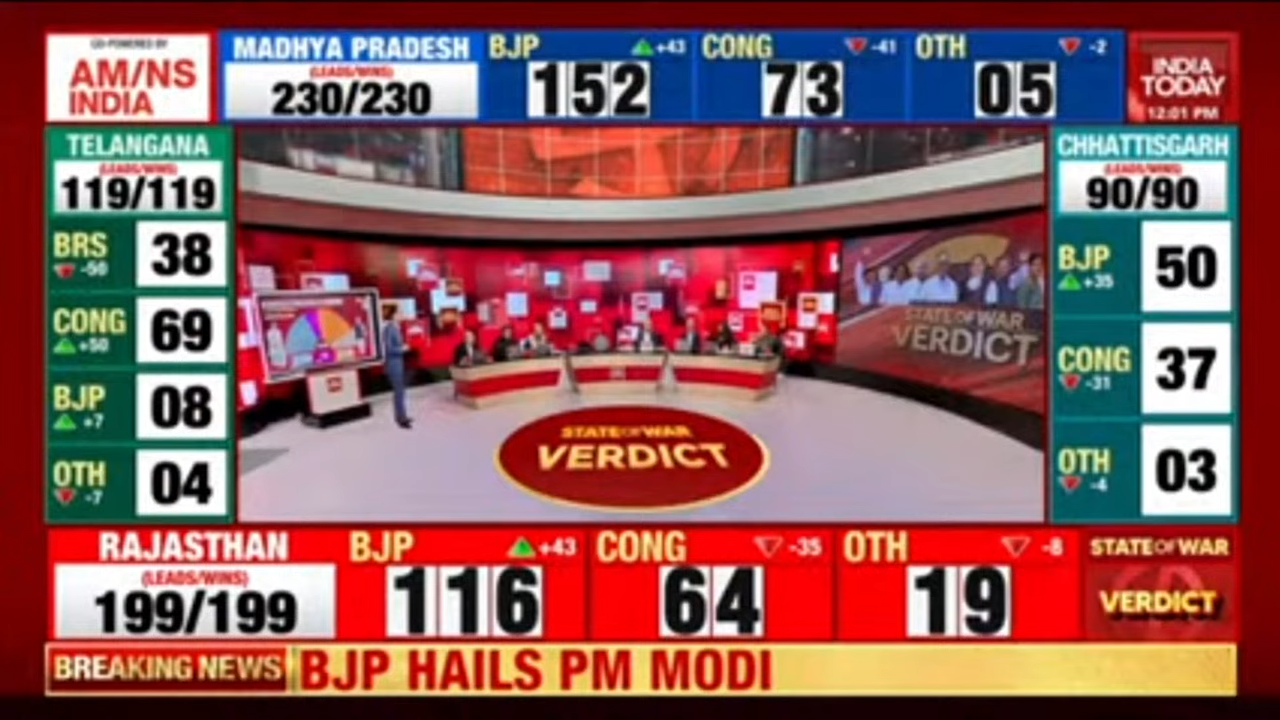 CO-POWERED BY
AM/NS
INDIA
MADHYA PRADESH
(LEADS/WINS)
230/230
BJP +43
152
CONG -41
73
OTH -2
05
INDIA
TODAY
12:01 PM
TELANGANA
(LEADS/WINS)
119/119
BRS 38
-50
CONG 69
+50
BJP 08
+7
OTH 04
-7
STATE OF WAR
VERDICT
STATE OF WAR
VERDICT
CHHATTISGARH
(LEADS/WINS)
90/90
BJP 50
+35
CONG 37
-31
OTH 03
-4
RAJASTHAN
(LEADS/WINS)
199/199
BJP +43
116
CONG -35
64
OTH -8
19
STATE OF WAR
VERDICT
BREAKING NEWS BJP HAILS PM MODI